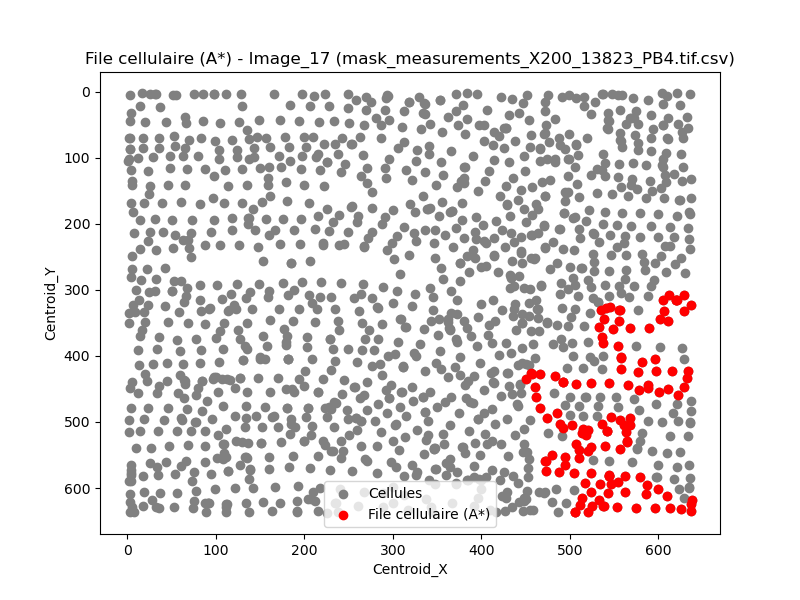 File cellulaire (A*) - Image_17 (mask_measurements_X200_13823_PB4.tif.csv)
0
100
200
300
400
500
600
Centroid_Y
Cellules
File cellulaire (A*)
0
100
200
300
400
500
600
Centroid_X